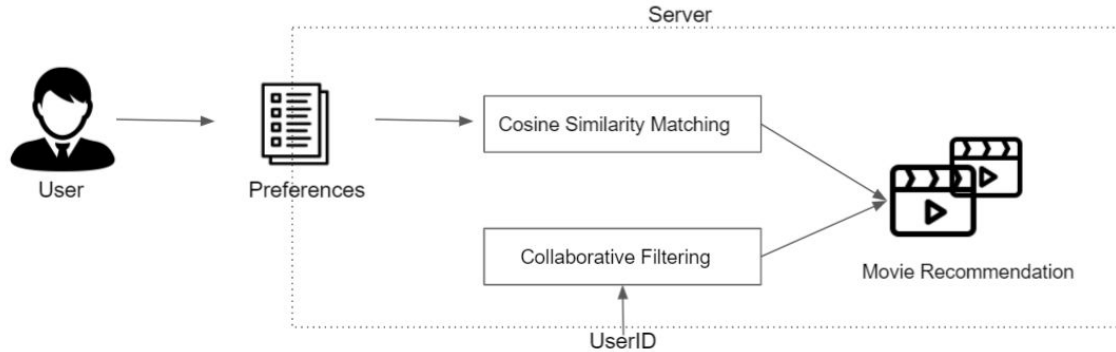 Server
Cosine Similarity Matching
User
Preferences
Collaborative Filtering
Movie Recommendation
UserID